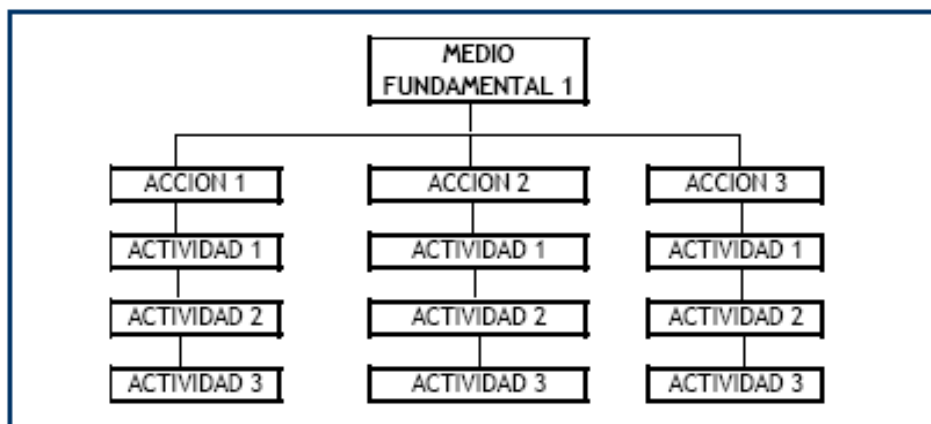 MEDIO
FUNDAMENTAL 1
ACCION 1
ACCION 2
ACCION 3
ACTIVIDAD 1
ACTIVIDAD 1
ACTIVIDAD 1
ACTIVIDAD 2
ACTIVIDAD 2
ACTIVIDAD 2
ACTIVIDAD 3
ACTIVIDAD 3
ACTIVIDAD 3